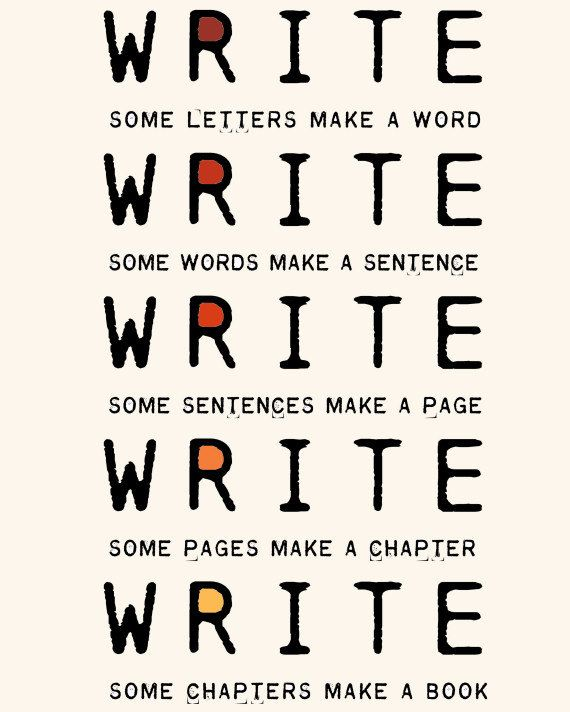 WRITE
SOME LETTERS MAKE A WORD
WRITE
SOME WORDS MAKE A SENTENCE
WRITE
SOME SENTENCES MAKE A PAGE
WRITE
SOME PAGES MAKE A CHAPTER
WRITE
SOME CHAPTERS MAKE A BOOK